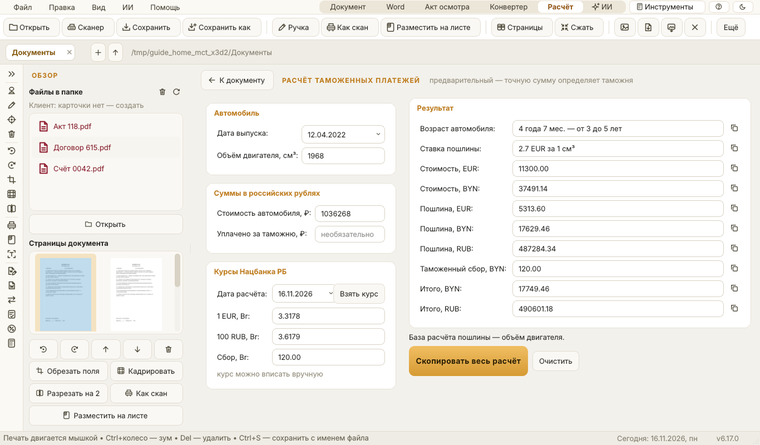 Файл Правка Вид ИИ Помощь Документ Word Акт осмотра Конвертер Расчёт ИИ Инструменты
Открыть Сканер Сохранить Сохранить как Ручка Как скан Разместить на листе Страницы Сжать Ещё
Документы /tmp/guide_home_mct_x3d2/Документы
ОБЗОР
Файлы в папке
Клиент: карточки нет — создать
Акт 118.pdf
Договор 615.pdf
Счёт 0042.pdf
Открыть
Страницы документа
Обрезать поля Кадрировать
Разрезать на 2 Как скан
Разместить на листе
К документу РАСЧЁТ ТАМОЖЕННЫХ ПЛАТЕЖЕЙ предварительный — точную сумму определяет таможня
Автомобиль
Дата выпуска: 12.04.2022
Объём двигателя, см³: 1968
Суммы в российских рублях
Стоимость автомобиля, ₽: 1036268
Уплачено за таможню, ₽: необязательно
Курсы Нацбанка РБ
Дата расчёта: 16.11.2026 Взять курс
1 EUR, Br: 3.3178
100 RUB, Br: 3.6179
Сбор, Br: 120.00
курс можно вписать вручную
Результат
Возраст автомобиля: 4 года 7 мес. — от 3 до 5 лет
Ставка пошлины: 2.7 EUR за 1 см³
Стоимость, EUR: 11300.00
Стоимость, BYN: 37491.14
Пошлина, EUR: 5313.60
Пошлина, BYN: 17629.46
Пошлина, RUB: 487284.34
Таможенный сбор, BYN: 120.00
Итого, BYN: 17749.46
Итого, RUB: 490601.18
База расчёта пошлины — объём двигателя.
Скопировать весь расчёт Очистить
Печать двигается мышкой • Ctrl+колесо — зум • Del — удалить • Ctrl+S — сохранить с именем файла Сегодня: 16.11.2026, пн v6.17.0